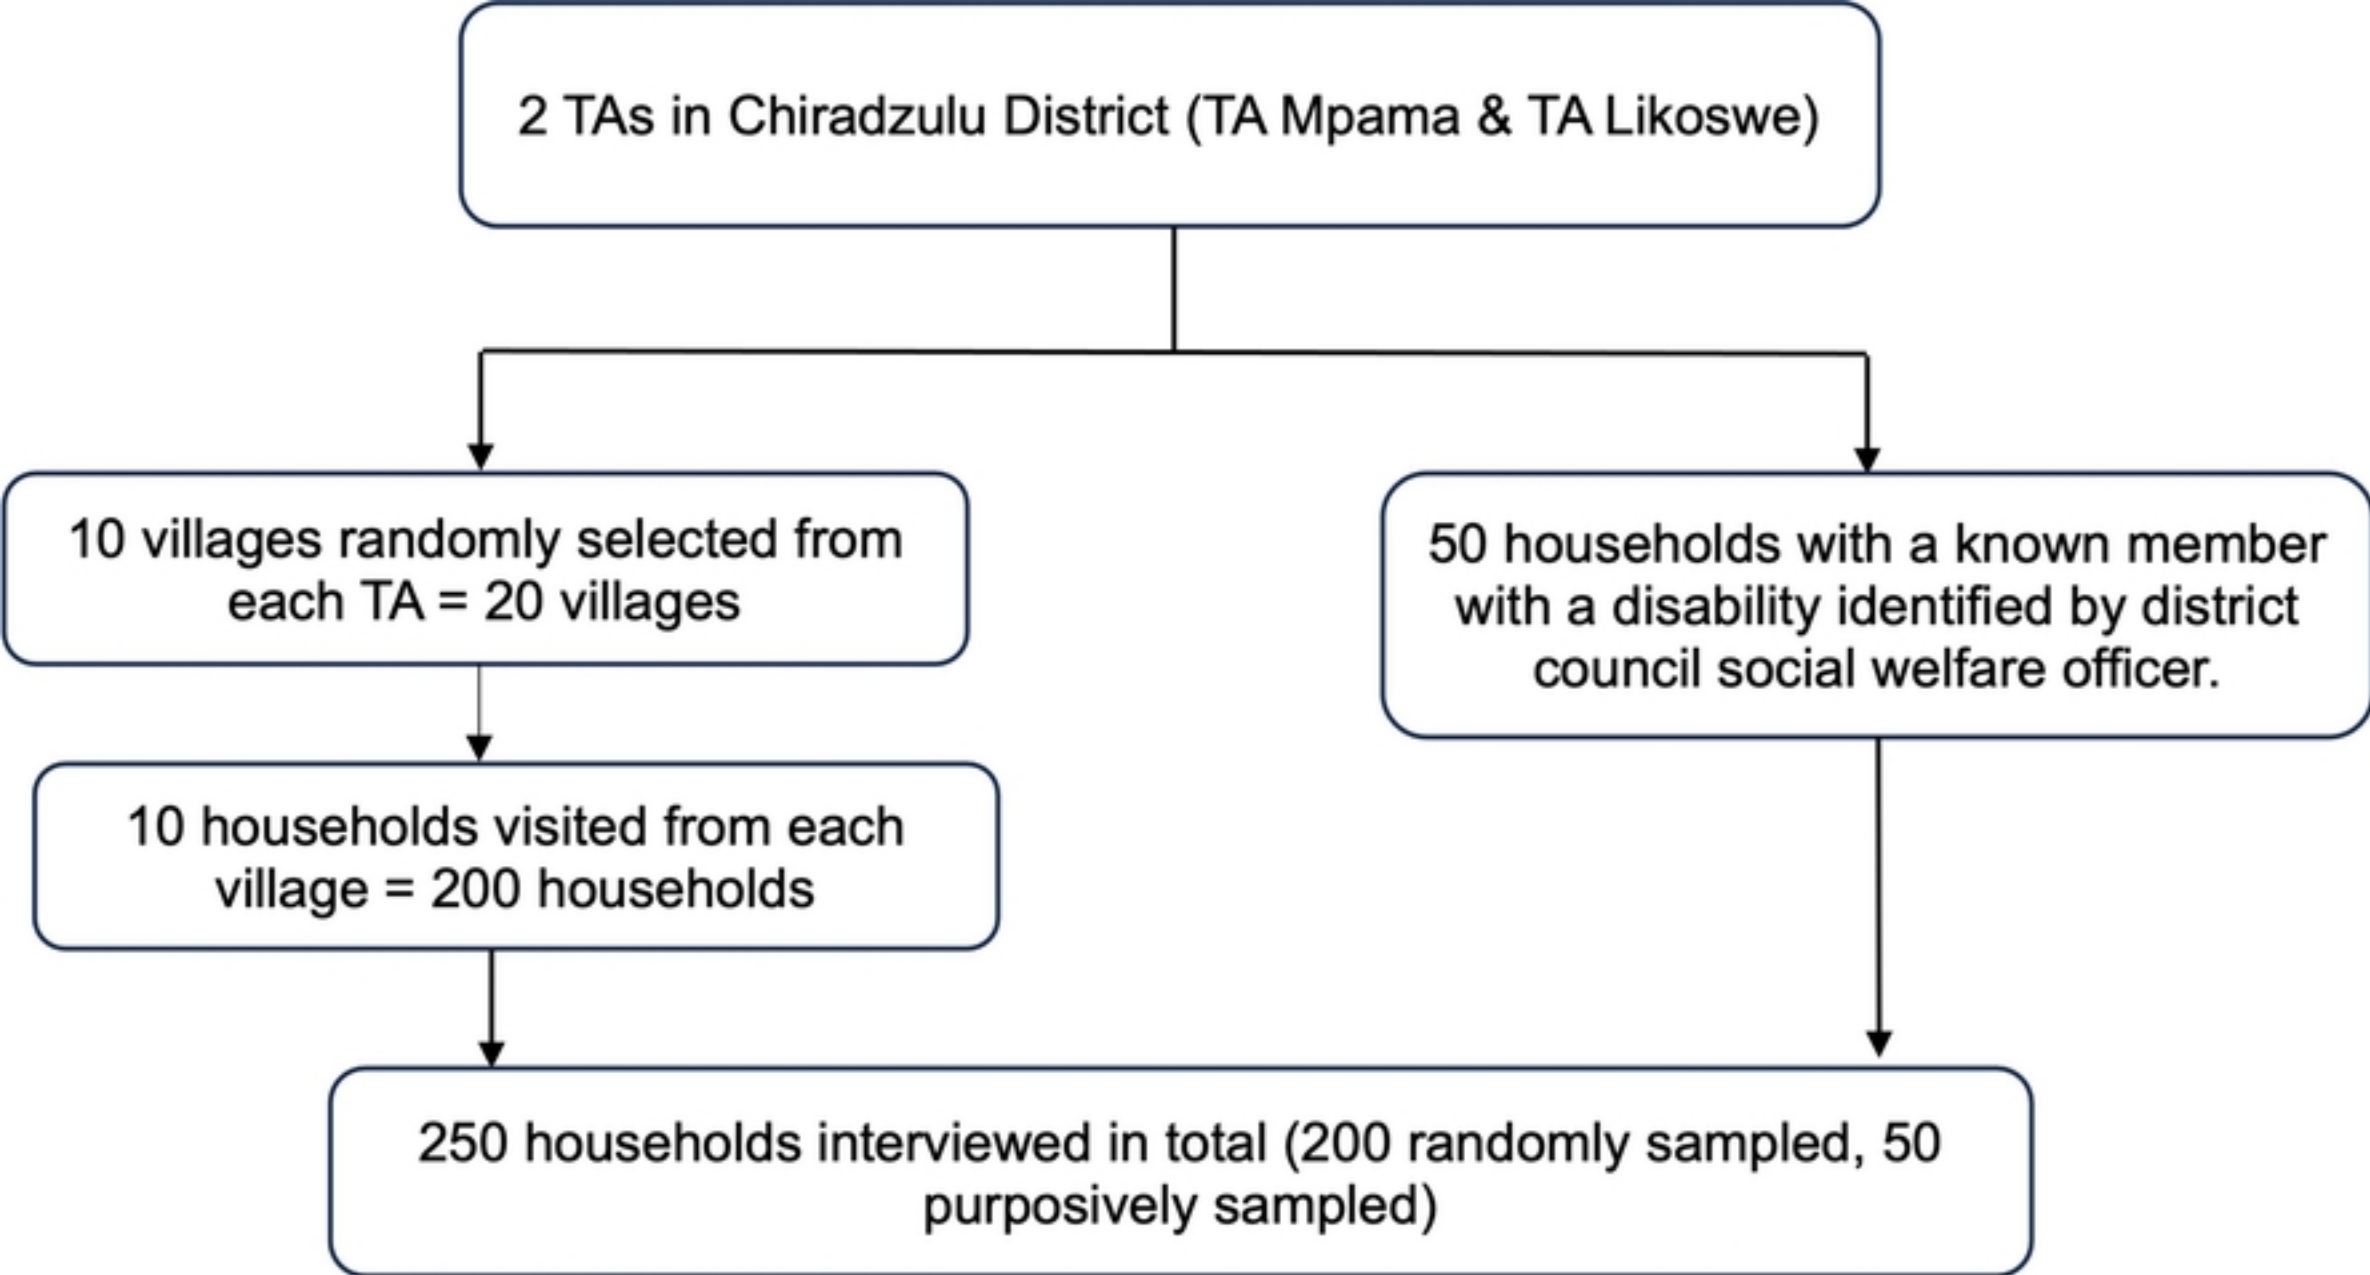 2 TAs in Chiradzulu District (TA Mpama & TA Likoswe)
10 villages randomly selected from
each TA = 20 villages
50 households with a known member
with a disability identified by district
council social welfare officer.
10 households visited from each
village = 200 households
250 households interviewed in total (200 randomly sampled, 50
purposively sampled)